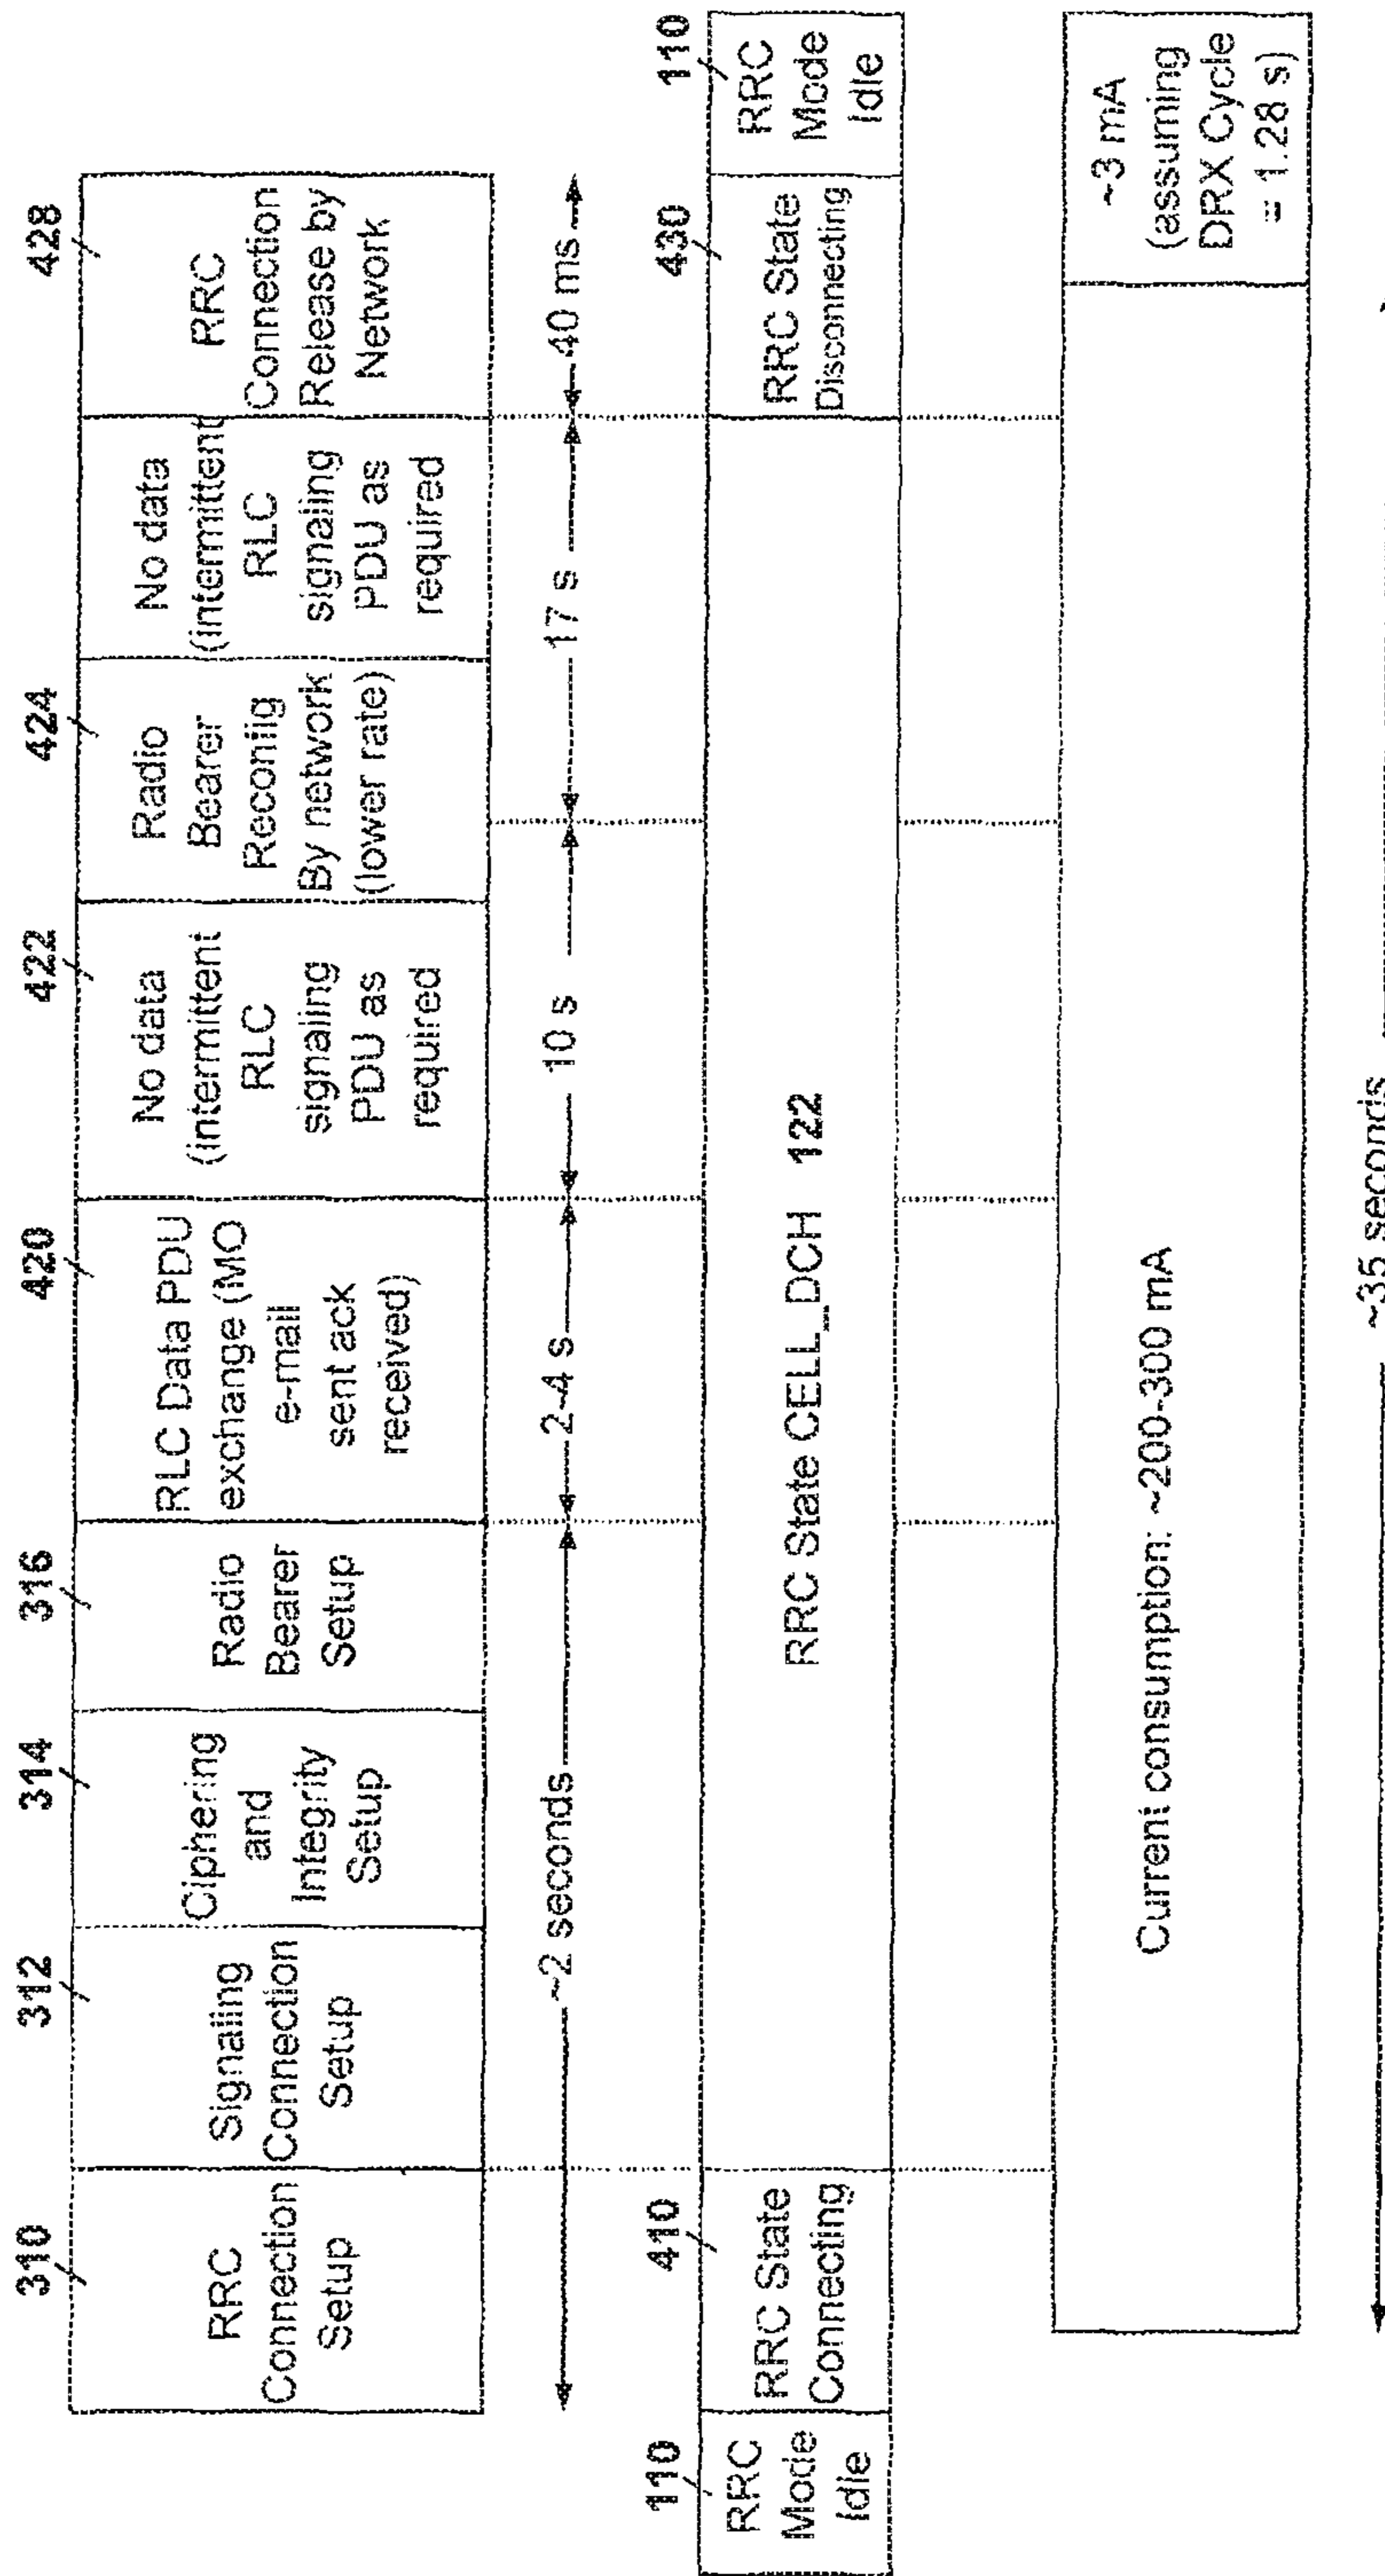 310
312
314
316
420
422
424
428
RRC
Connection
Setup
Signaling
Connection
Setup
Ciphering
and
Integrity
Setup
Radio
Bearer
Setup
RLC Data PDU
exchange (MO
e-mail
sent ack
received)
No data
(intermittent
RLC
signaling
PDU as
required
Radio
Bearer
Reconfig
By network
(lower rate)
No data
(intermittent
RLC
signaling
PDU as
required
RRC
Connection
Release by
Network
~2 seconds
2-4 s
10 s
17 s
40 ms
110
410
430
110
RRC
Mode
Idle
RRC State
Connecting
RRC State CELL_DCH 122
RRC State
Disconnecting
RRC
Mode
Idle
Current consumption: ~200-300 mA
~3 mA
(assuming
DRX Cycle
= 1.28 s)
~35 seconds